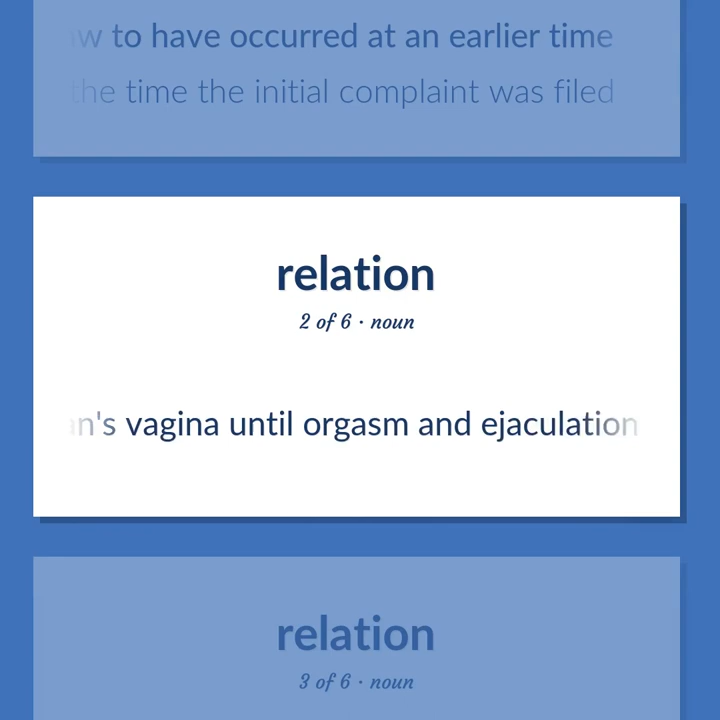 to have occurred at an earlier time
the time the initial complaint was filed
relation
2 of 6 · noun
vagina until orgasm and ejaculation
relation
3 of 6 · noun